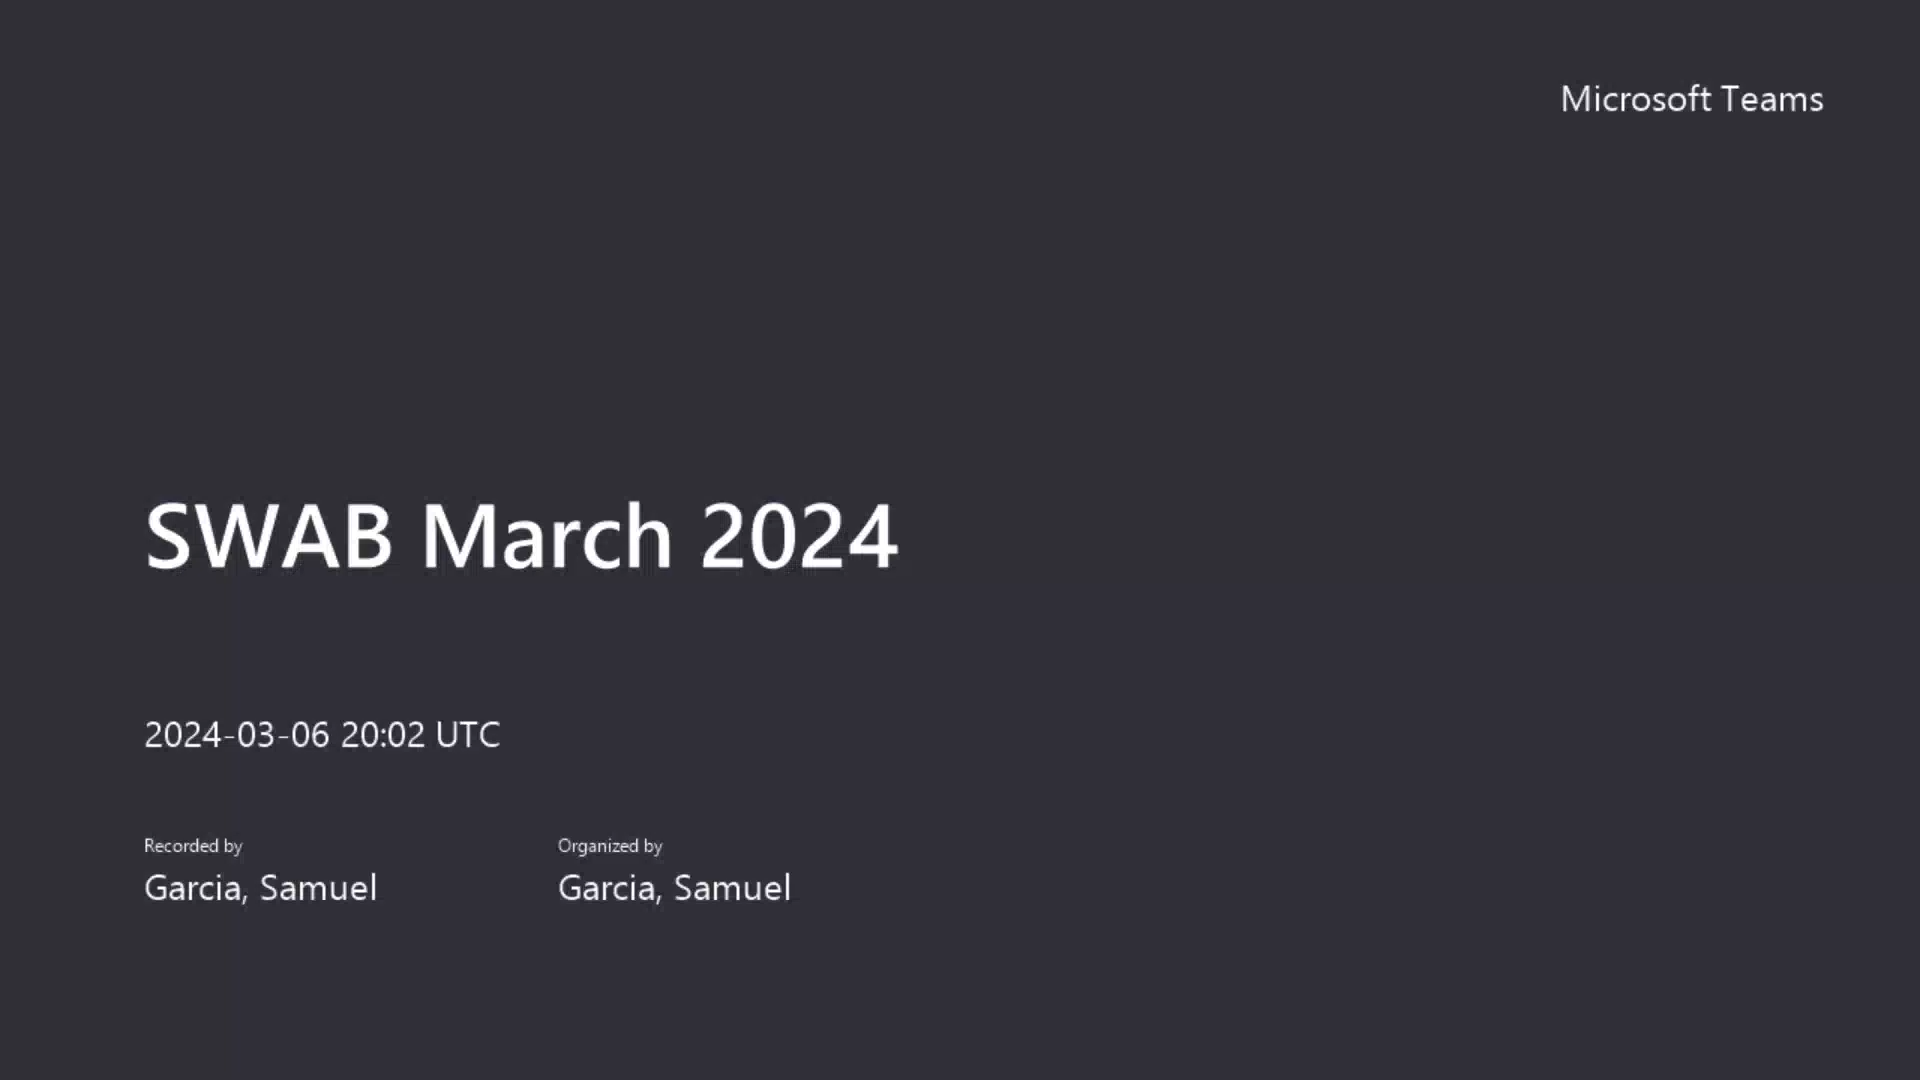 Microsoft Teams
SWAB March 2024
2024-03-06 20:02 UTC
Recorded by
Garcia, Samuel
Organized by
Garcia, Samuel